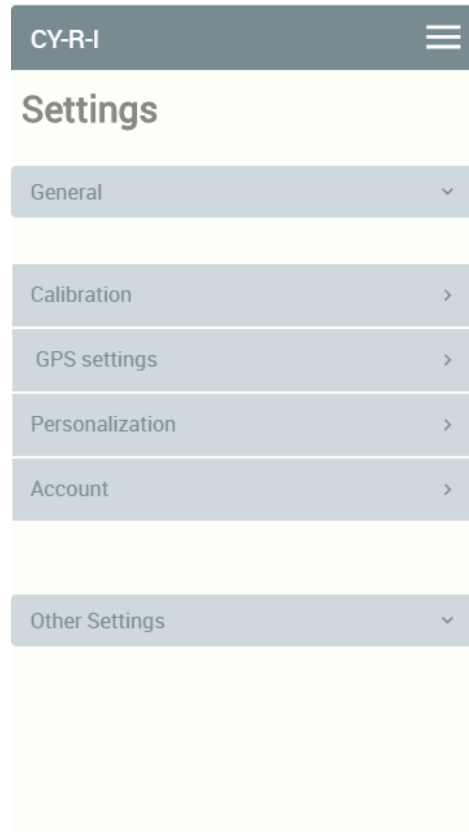 CY-R-I
Settings
General
Calibration
GPS settings
Personalization
Account
Other Settings